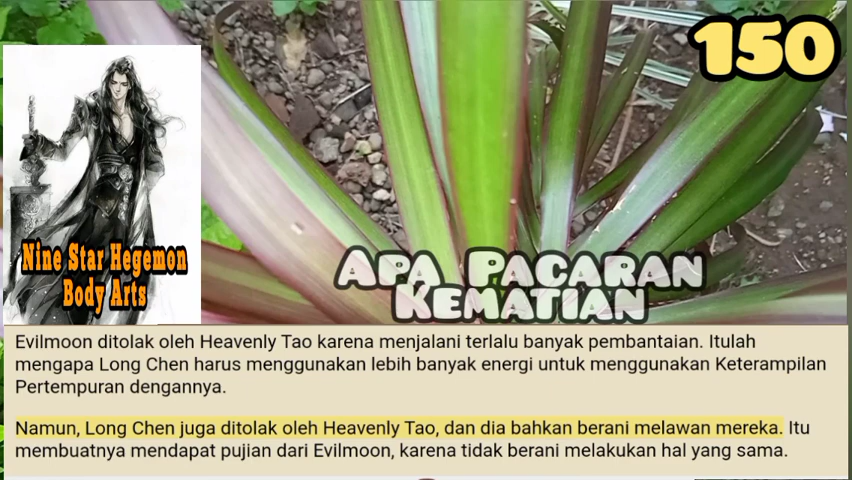 150
Nine Star Hegemon
Body Arts
APA PACARAN
KEMATIAN
Evilmoon ditolak oleh Heavenly Tao karena menjalani terlalu banyak pembantaian. Itulah
mengapa Long Chen harus menggunakan lebih banyak energi untuk menggunakan Keterampilan
Pertempuran dengannya.
Namun, Long Chen juga ditolak oleh Heavenly Tao, dan dia bahkan berani melawan mereka. Itu
membuatnya mendapat pujian dari Evilmoon, karena tidak berani melakukan hal yang sama.